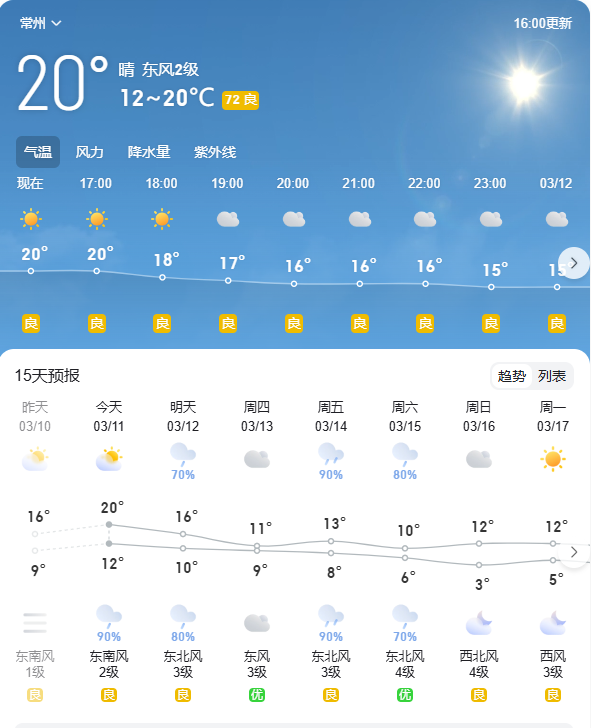 常州
16:00更新
20°
晴 东风2级
12~20℃ 72 良
气温 风力 降水量 紫外线
现在 17:00 18:00 19:00 20:00 21:00 22:00 23:00 03/12
20° 20° 18° 17° 16° 16° 16° 15° 15°
良 良 良 良 良 良 良 良 良
15天预报
趋势 列表
昨天 今天 明天 周四 周五 周六 周日 周一
03/10 03/11 03/12 03/13 03/14 03/15 03/16 03/17
70% 90% 80%
16° 20° 16° 11° 13° 10° 12° 12°
9° 12° 10° 9° 8° 6° 3° 5°
90% 80% 90% 70%
东南风 东南风 东北风 东风 东北风 东北风 西北风 西风
1级 2级 3级 3级 3级 4级 4级 3级
良 良 良 优 良 优 良 良